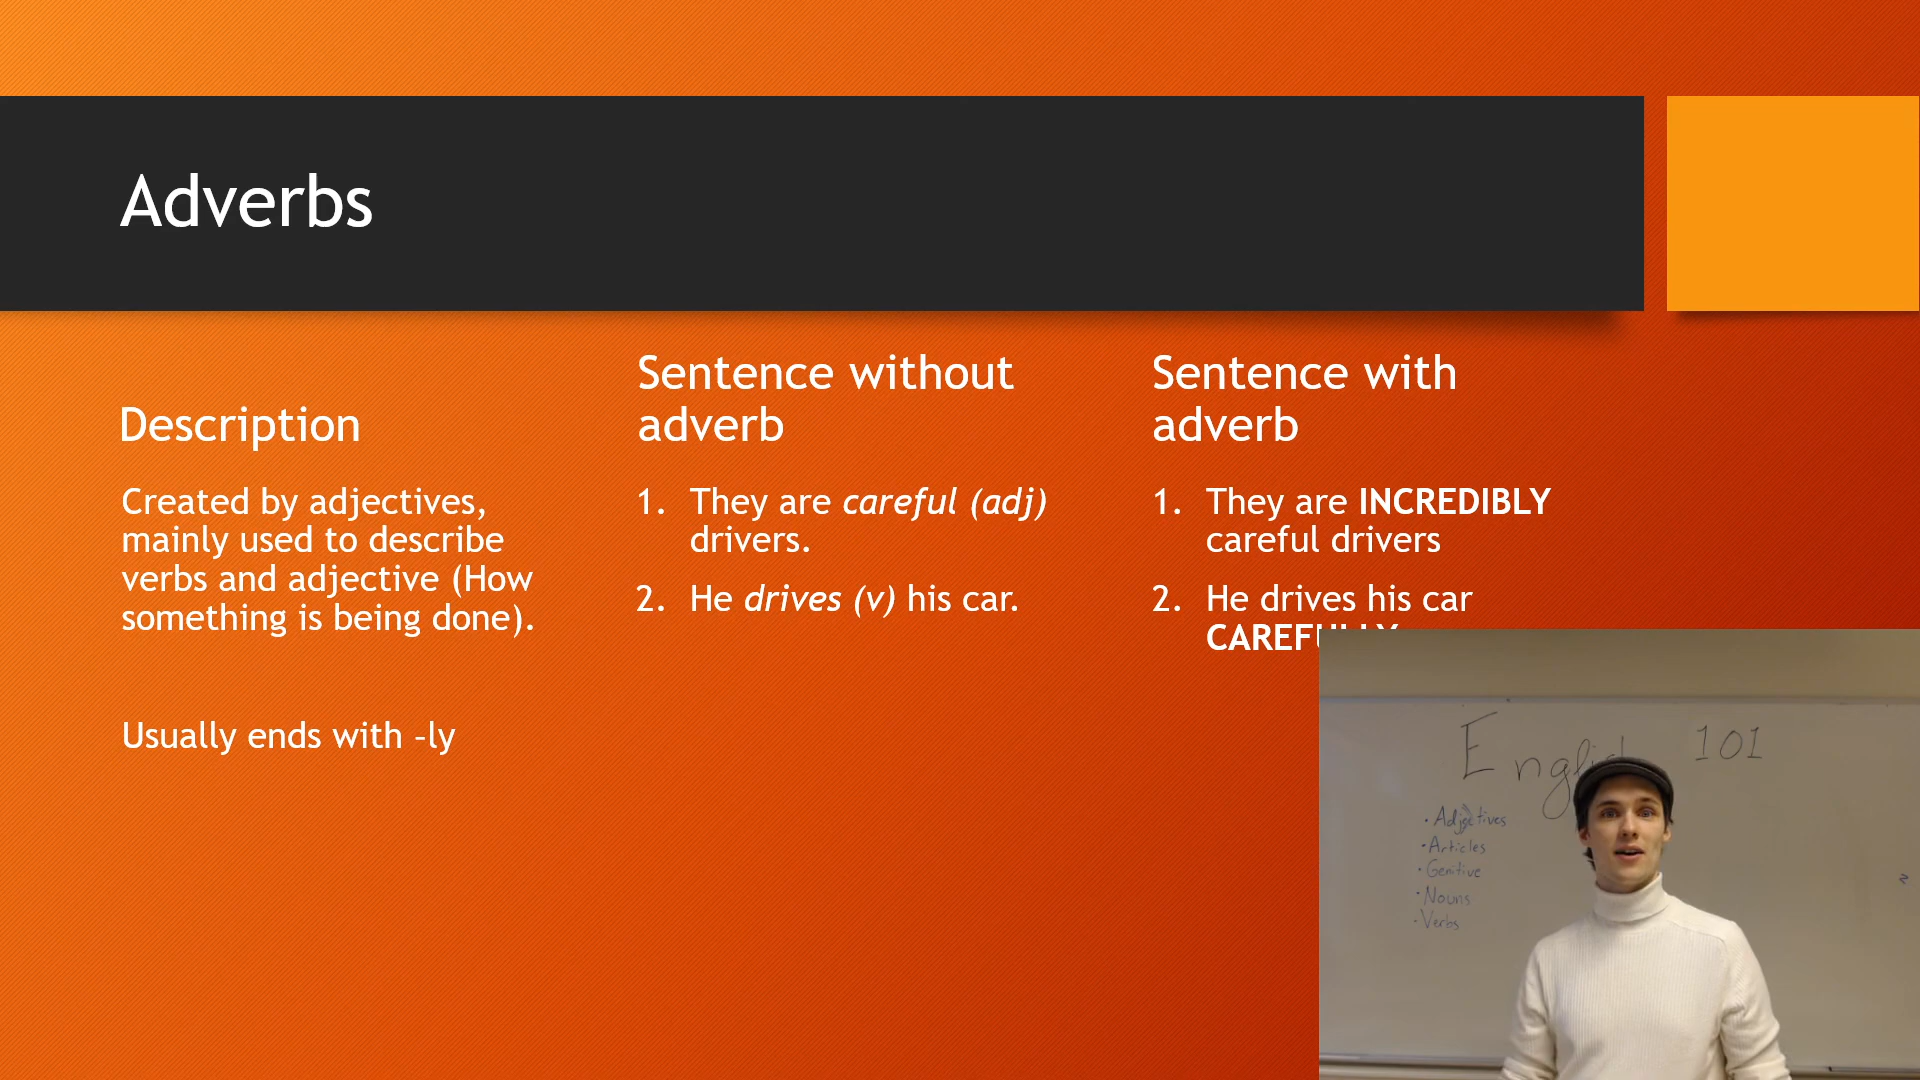 Adverbs
Description
Created by adjectives,
mainly used to describe
verbs and adjective (How
something is being done).
Usually ends with -ly
Sentence without
adverb
1. They are careful (adj)
drivers.
2. He drives (v) his car.
Sentence with
adverb
1. They are INCREDIBLY
careful drivers
2. He drives his car
CAREFULLY
English 101
• Adjectives
• Articles
• Genitive
• Nouns
• Verbs